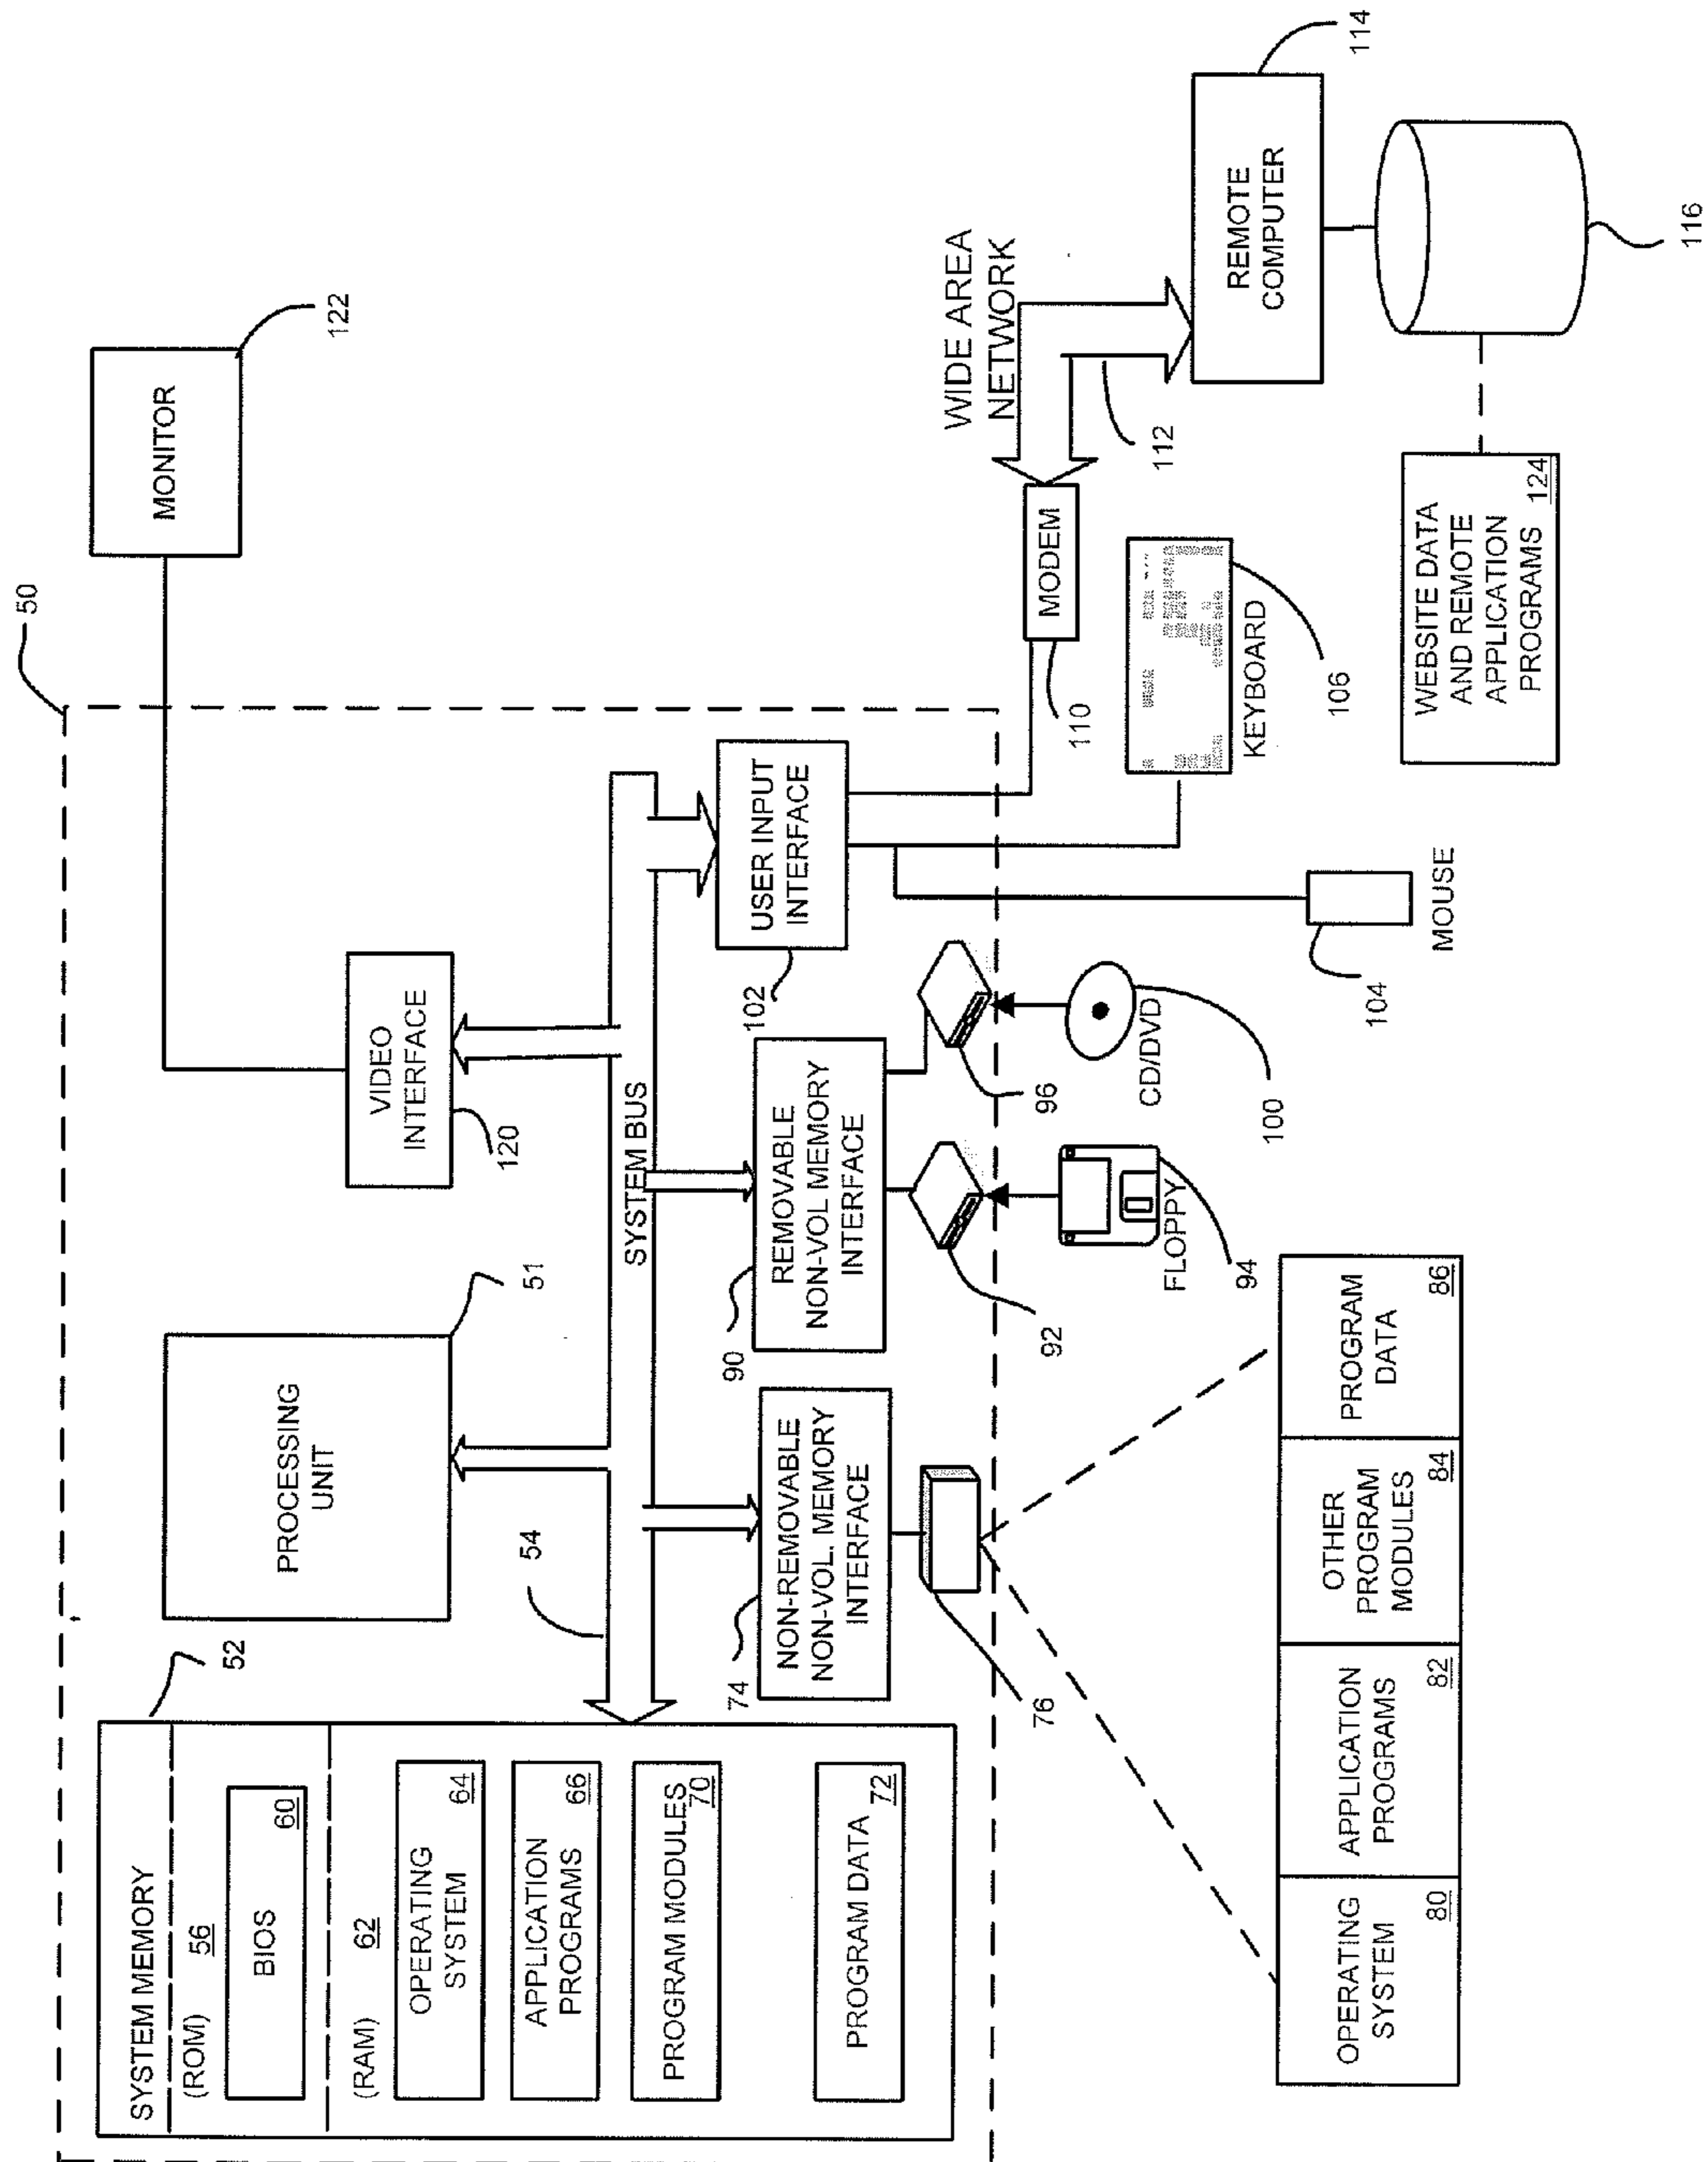 50
SYSTEM MEMORY
52
(ROM) 56
BIOS
60
(RAM) 62
OPERATING
SYSTEM
64
APPLICATION
PROGRAMS
66
PROGRAM MODULES
70
PROGRAM DATA
72
PROCESSING
UNIT
51
54
SYSTEM BUS
VIDEO
INTERFACE
120
MONITOR
122
74
NON-REMOVABLE
NON-VOL. MEMORY
INTERFACE
76
90
REMOVABLE
NON-VOL MEMORY
INTERFACE
92
96
102
USER INPUT
INTERFACE
FLOPPY
94
CD/DVD
100
MOUSE
104
KEYBOARD
106
MODEM
110
WIDE AREA
NETWORK
112
REMOTE
COMPUTER
114
116
WEBSITE DATA
AND REMOTE
APPLICATION
PROGRAMS
124
OPERATING
SYSTEM
80
APPLICATION
PROGRAMS
82
OTHER
PROGRAM
MODULES
84
PROGRAM
DATA
86